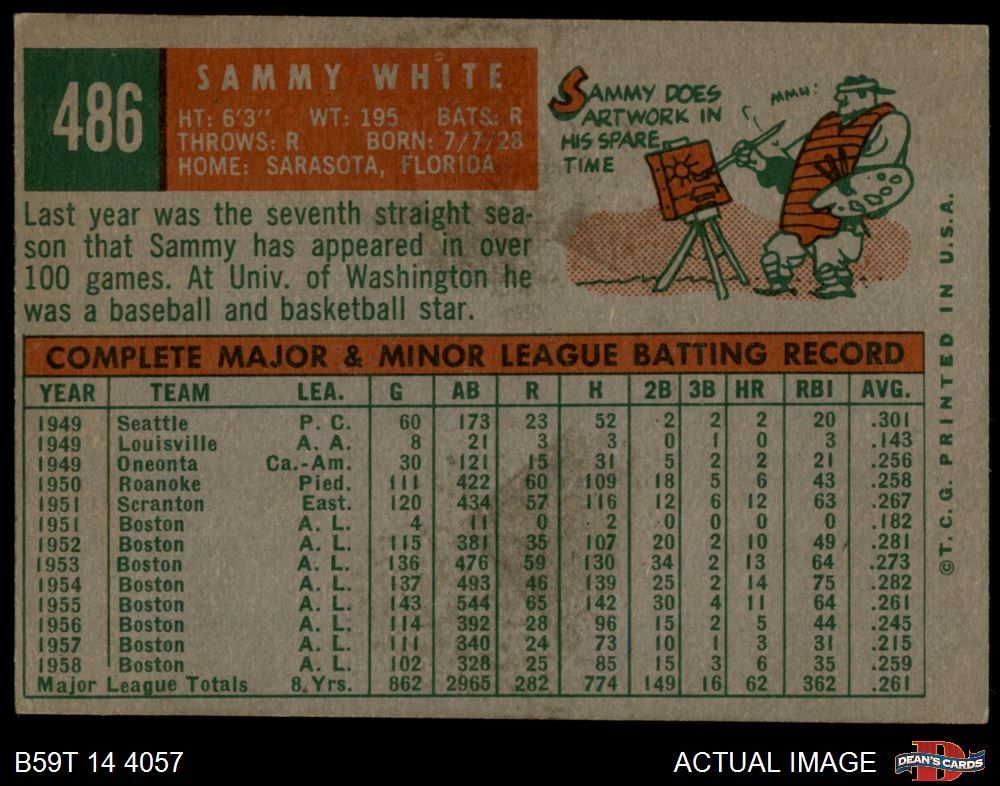 486
SAMMY WHITE
HT: 6'3" WT: 195 BATS: R
THROWS: R BORN: 7/7/28
HOME: SARASOTA, FLORIDA
SAMMY DOES
ARTWORK IN
HIS SPARE
TIME
MMH!
Last year was the seventh straight sea-
son that Sammy has appeared in over
100 games. At Univ. of Washington he
was a baseball and basketball star.
COMPLETE MAJOR & MINOR LEAGUE BATTING RECORD
YEAR TEAM LEA. G AB R H 2B 3B HR RBI AVG.
1949 Seattle P. C. 60 173 23 52 2 2 2 20 .301
1949 Louisville A. A. 8 21 3 3 0 1 0 3 .143
1949 Oneonta Ca.-Am. 30 121 15 31 5 2 2 21 .256
1950 Roanoke Pied. 111 422 60 109 18 5 6 43 .258
1951 Scranton East. 120 434 57 116 12 6 12 63 .267
1951 Boston A. L. 4 11 0 2 0 0 0 0 .182
1952 Boston A. L. 115 381 35 107 20 2 10 49 .281
1953 Boston A. L. 136 476 59 130 34 2 13 64 .273
1954 Boston A. L. 137 493 46 139 25 2 14 75 .282
1955 Boston A. L. 143 544 65 142 30 4 11 64 .261
1956 Boston A. L. 114 392 28 96 15 2 5 44 .245
1957 Boston A. L. 111 340 24 73 10 1 3 31 .215
1958 Boston A. L. 102 328 25 85 15 3 6 35 .259
Major League Totals 8 Yrs. 862 2965 282 774 149 16 62 362 .261
©T. C. G. PRINTED IN U.S.A.
B59T 14 4057
ACTUAL IMAGE
D
DEAN'S CARDS